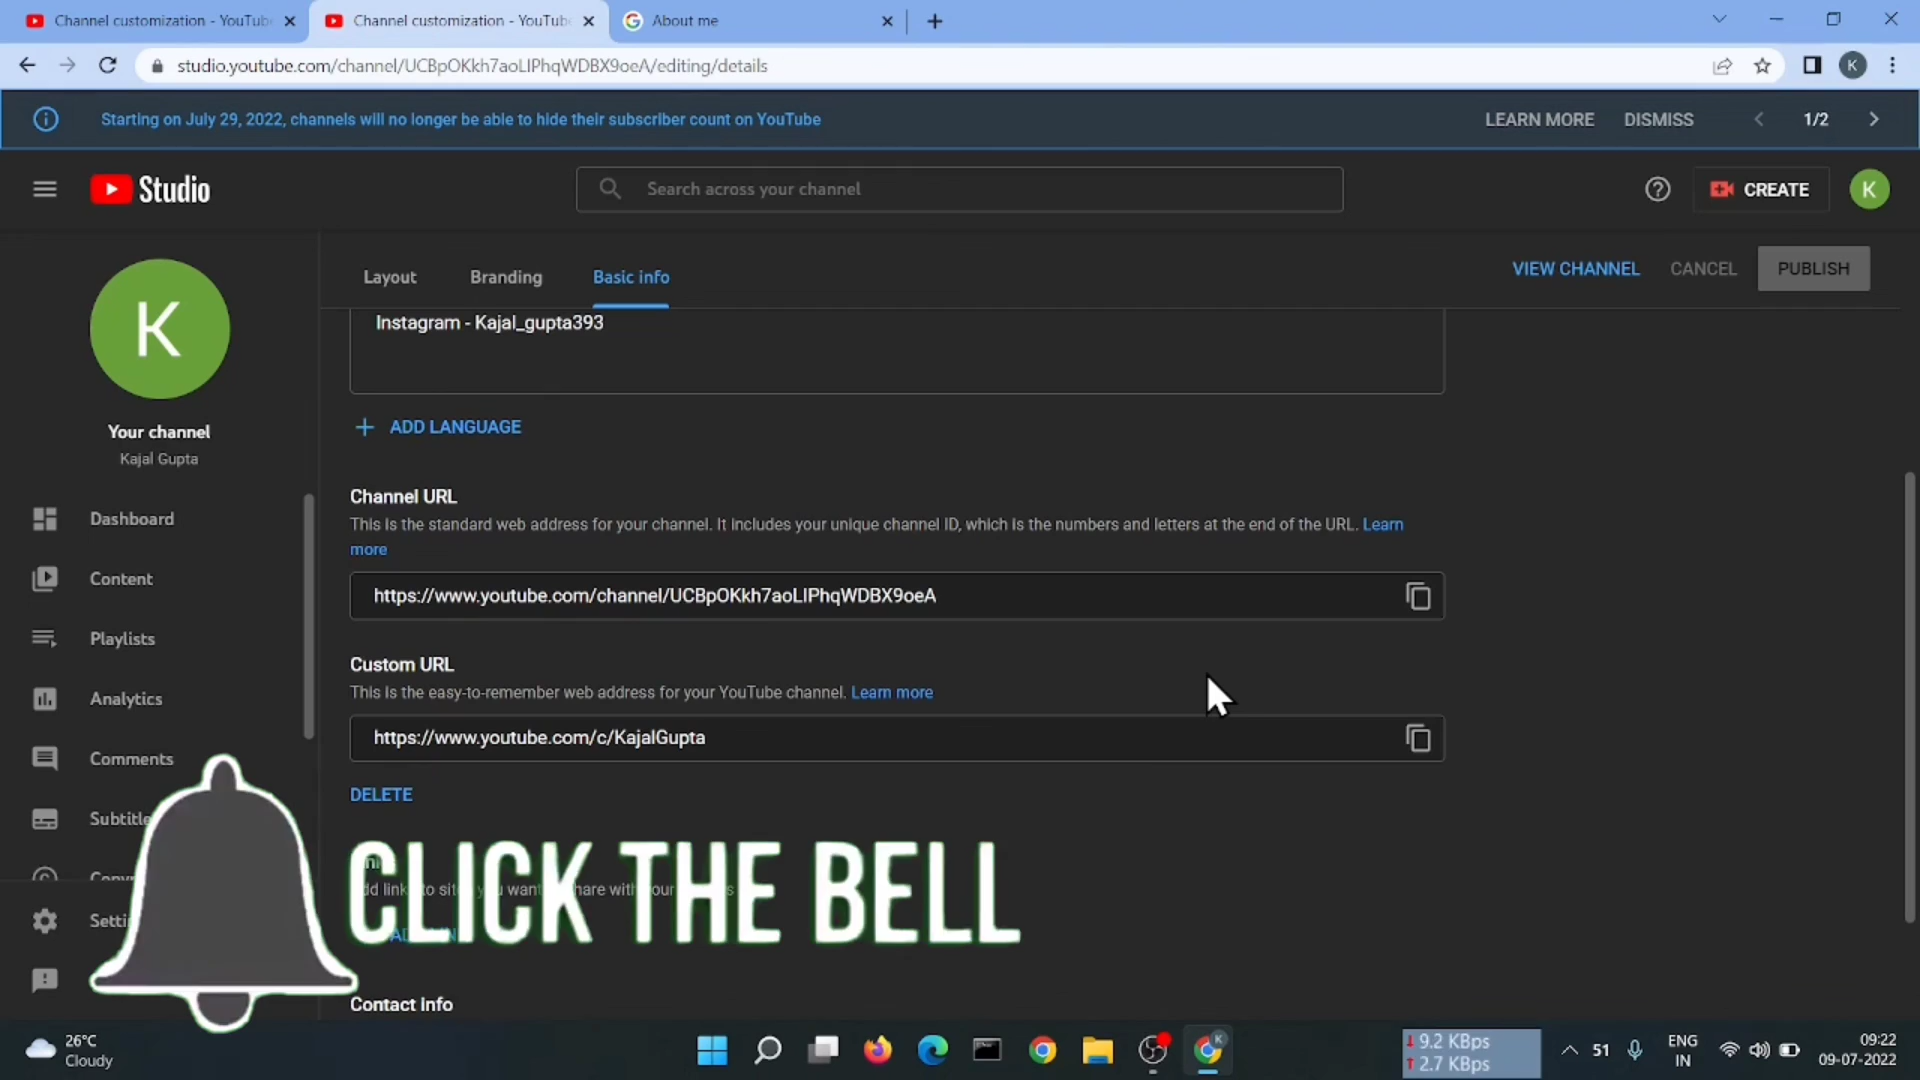 Channel customization - YouTub
Channel customization - YouTub
About me
studio.youtube.com/channel/UCBpOKkh7aoLIPhqWDBX9oeA/editing/details
K
Starting on July 29, 2022, channels will no longer be able to hide their subscriber count on YouTube
LEARN MORE
DISMISS
1/2
Studio
Search across your channel
CREATE
K
Layout
Branding
Basic info
VIEW CHANNEL
CANCEL
PUBLISH
K
Your channel
Kajal Gupta
Dashboard
Content
Playlists
Analytics
Comments
Subtitle
Setti
Instagram - Kajal_gupta393
ADD LANGUAGE
Channel URL
This is the standard web address for your channel. It includes your unique channel ID, which is the numbers and letters at the end of the URL. Learn
more
https://www.youtube.com/channel/UCBpOKkh7aoLIPhqWDBX9oeA
Custom URL
This is the easy-to-remember web address for your YouTube channel. Learn more
https://www.youtube.com/c/KajalGupta
DELETE
CLICK THE BELL
Contact info
26°C
Cloudy
K
9.2 KBps
2.7 KBps
51
ENG
IN
09:22
09-07-2022